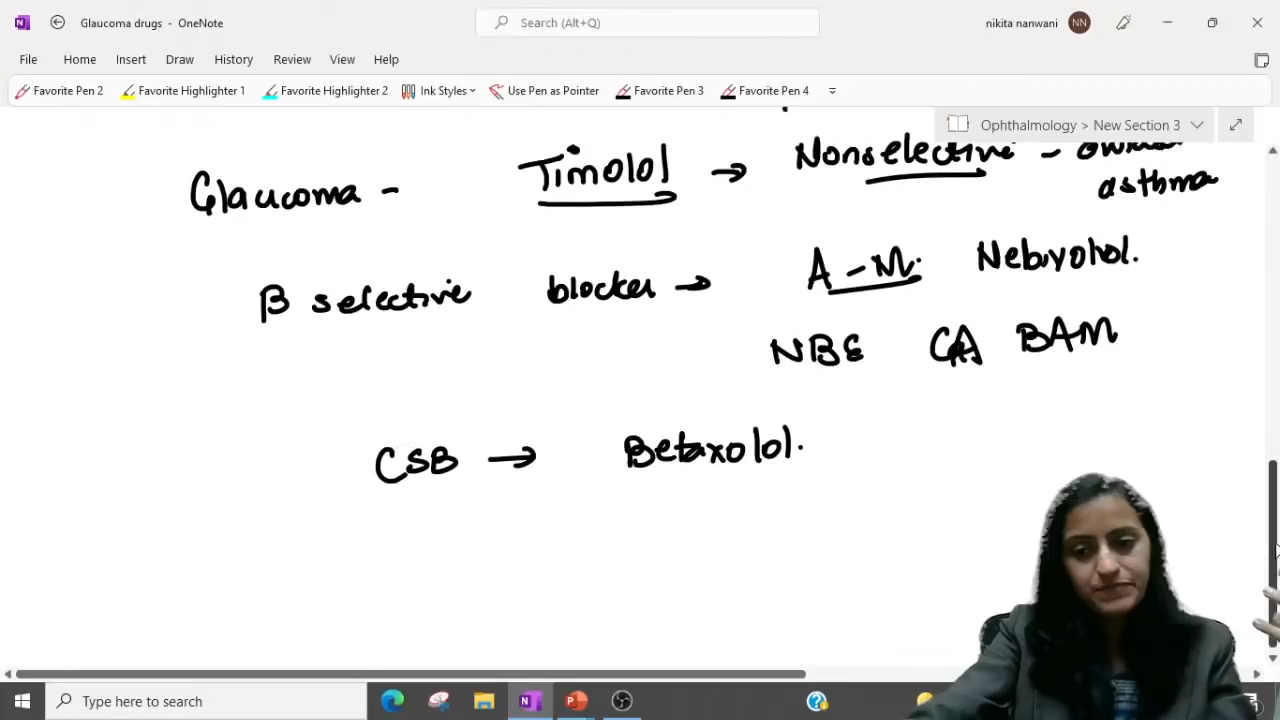 Glaucoma drugs - OneNote
Search (Alt+Q)
nikita nanwani NN
File Home Insert Draw History Review View Help
Favorite Pen 2 Favorite Highlighter 1 Favorite Highlighter 2 Ink Styles Use Pen as Pointer Favorite Pen 3 Favorite Pen 4
Ophthalmology > New Section 3
Glaucoma - Timolol → Nonselective -
asthma
β selective blocker → A-M. Nebivolol.
NBE CA BAM
CSB → Betaxolol.
Type here to search